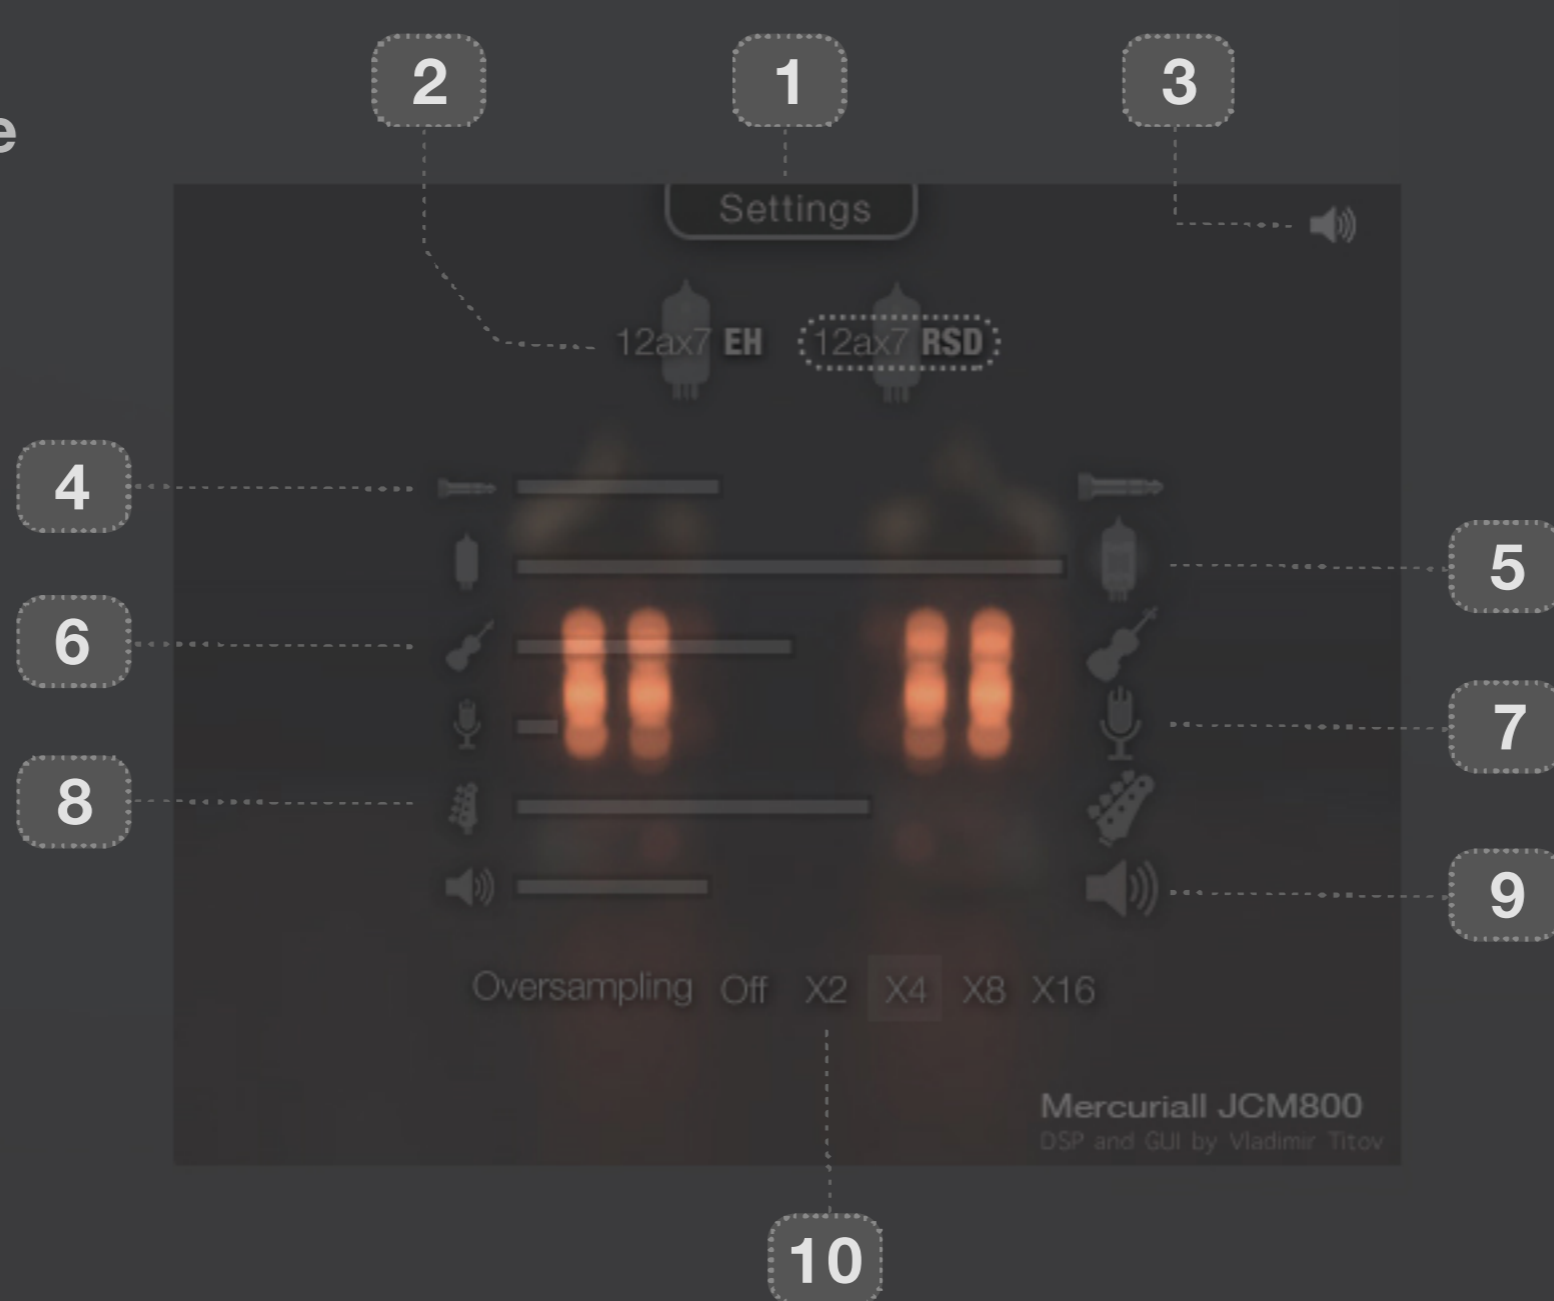 2 1 3
e
Settings
12ax7 EH 12ax7 RSD
4
5
6
7
8
9
Oversampling Off X2 X4 X8 X16
Mercuriall JCM800
DSP and GUI by Vladimir Titov
10